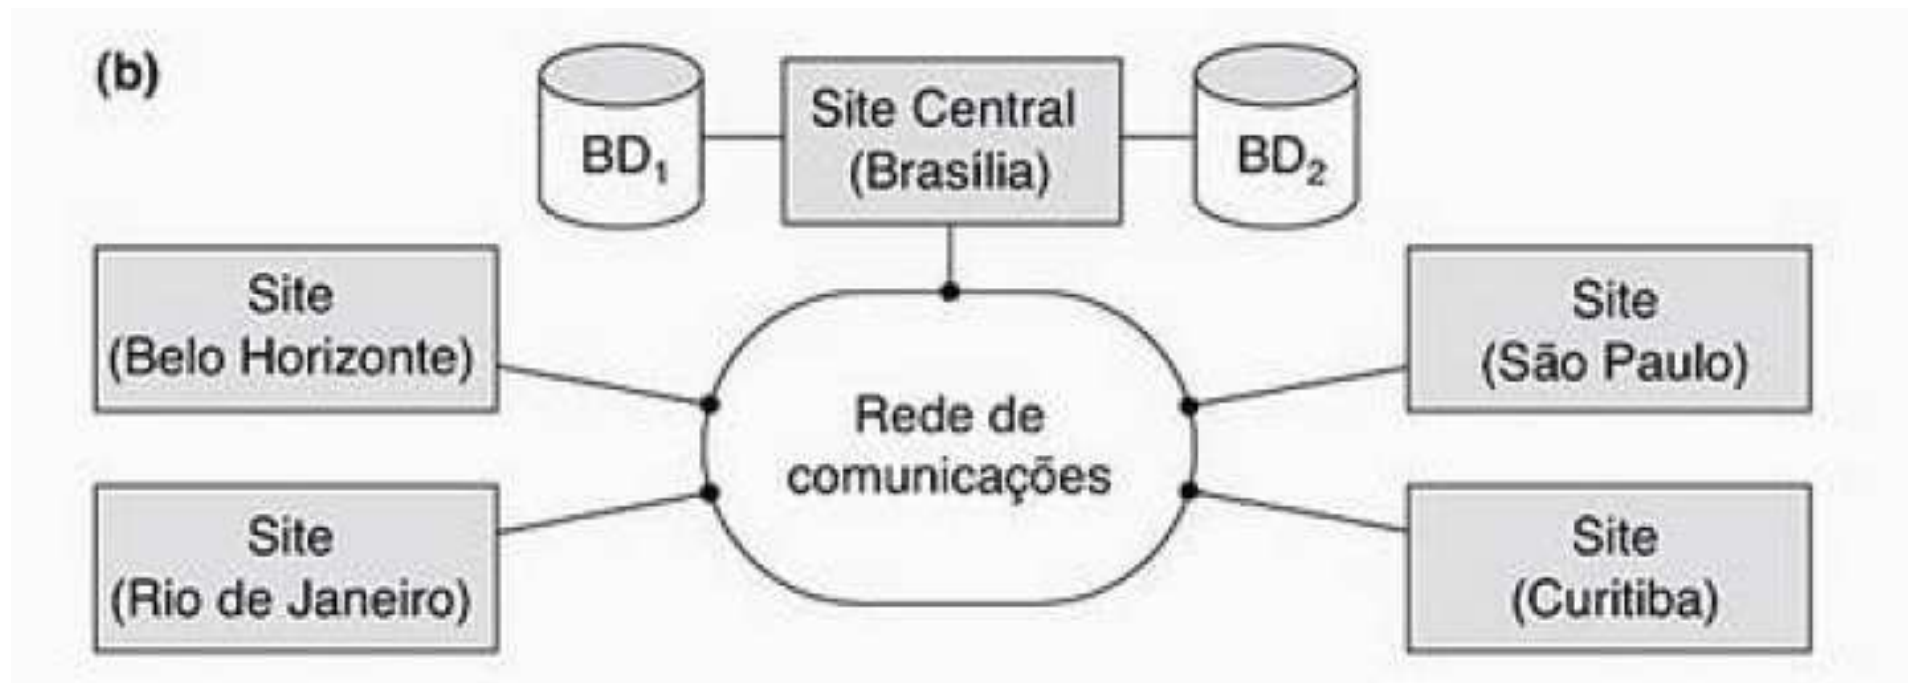 (b)
BD1
Site Central
(Brasília)
BD2
Site
(Belo Horizonte)
Site
(São Paulo)
Rede de
comunicações
Site
(Rio de Janeiro)
Site
(Curitiba)